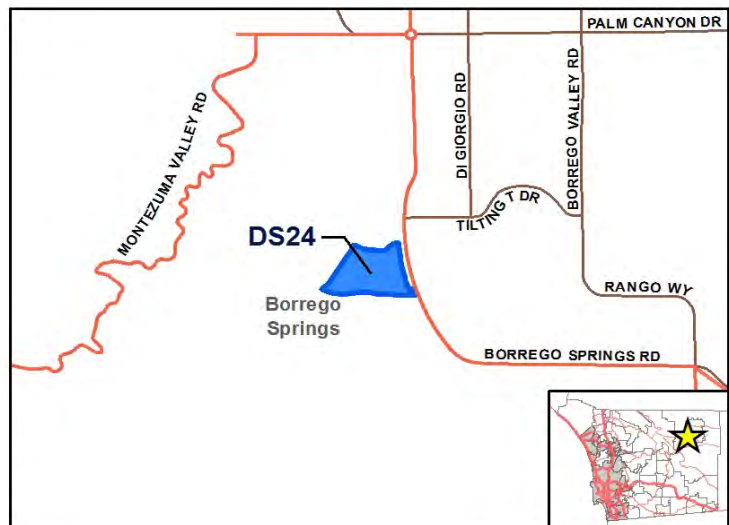 PALM CANYON DR
MONTEZUMA VALLEY RD
DI GIORGIO RD
BORREGO VALLEY RD
TILTING T DR
DS24
RANGO WY
Borrego
Springs
BORREGO SPRINGS RD